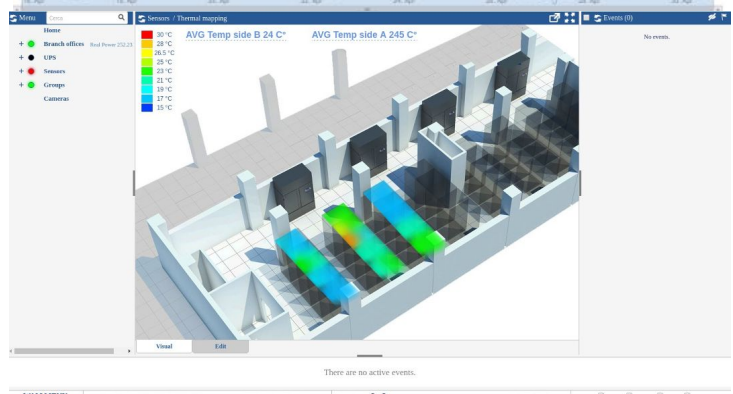 Menu
Items
Sensors / Thermal mapping
Events (0)
Home
Branch offices Real Power 252.23
UPS
Sensors
Groups
Cameras
30 °C
28 °C
26.5 °C
25 °C
23 °C
21 °C
19 °C
17 °C
15 °C
AVG Temp side B 24 C°
AVG Temp side A 245 C°
No events.
Visual
Edit
There are no active events.